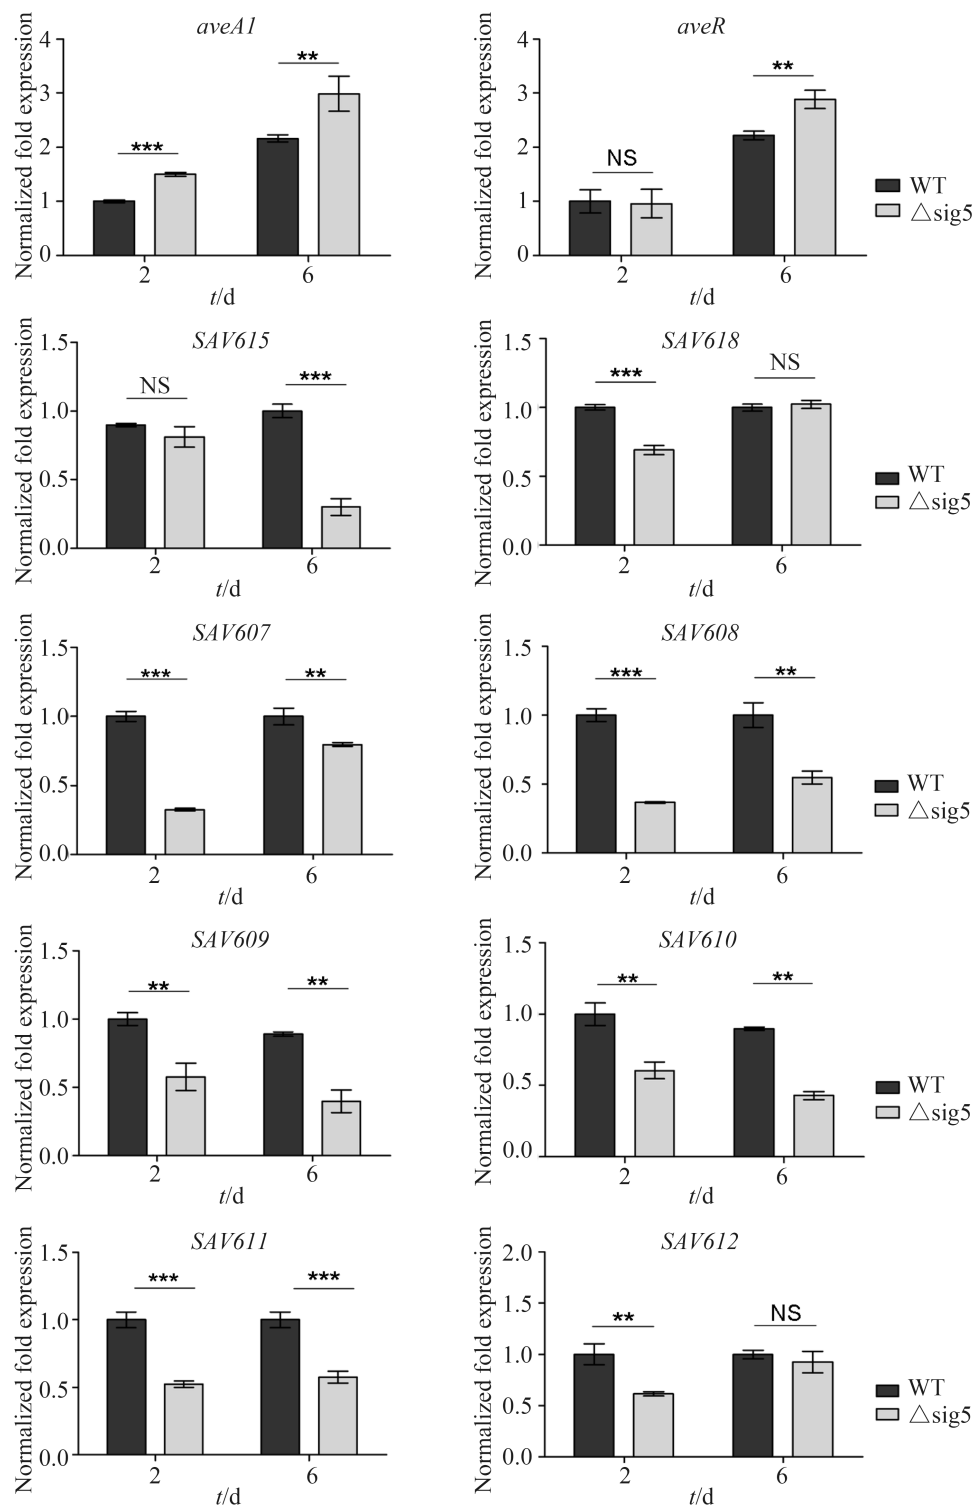 aveA1
Normalized fold expression
4
3
2
1
0
***
**
2
6
t/d
aveR
Normalized fold expression
4
3
2
1
0
NS
**
2
6
t/d
WT
△sig5
SAV615
Normalized fold expression
1.5
1.0
0.5
0.0
NS
***
2
6
t/d
SAV618
Normalized fold expression
1.5
1.0
0.5
0.0
***
NS
2
6
t/d
WT
△sig5
SAV607
Normalized fold expression
1.5
1.0
0.5
0.0
***
**
2
6
t/d
SAV608
Normalized fold expression
1.5
1.0
0.5
0.0
***
**
2
6
t/d
WT
△sig5
SAV609
Normalized fold expression
1.5
1.0
0.5
0.0
**
**
2
6
t/d
SAV610
Normalized fold expression
1.5
1.0
0.5
0.0
**
**
2
6
t/d
WT
△sig5
SAV611
Normalized fold expression
1.5
1.0
0.5
0.0
***
***
2
6
t/d
SAV612
Normalized fold expression
2.0
1.5
1.0
0.5
0.0
**
NS
2
6
t/d
WT
△sig5